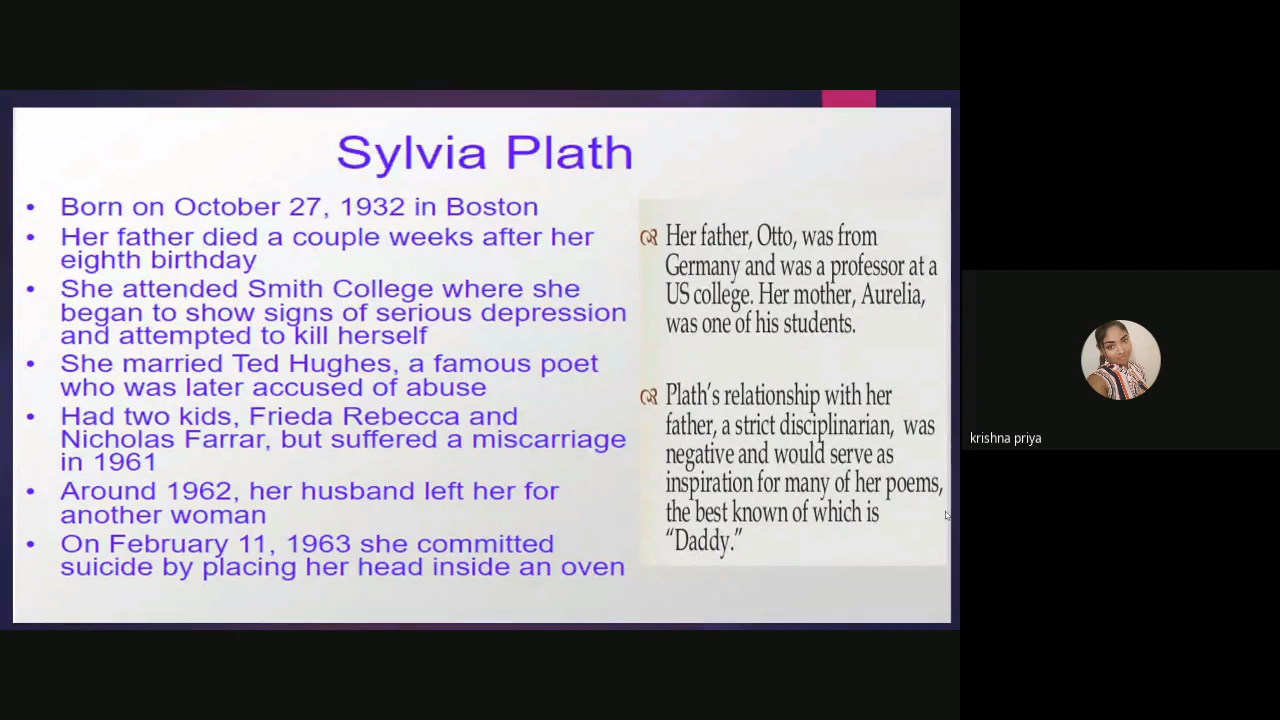 Sylvia Plath
• Born on October 27, 1932 in Boston
• Her father died a couple weeks after her
eighth birthday
• She attended Smith College where she
began to show signs of serious depression
and attempted to kill herself
• She married Ted Hughes, a famous poet
who was later accused of abuse
• Had two kids, Frieda Rebecca and
Nicholas Farrar, but suffered a miscarriage
in 1961
• Around 1962, her husband left her for
another woman
• On February 11, 1963 she committed
suicide by placing her head inside an oven
Her father, Otto, was from
Germany and was a professor at a
US college. Her mother, Aurelia,
was one of his students.
Plath's relationship with her
father, a strict disciplinarian, was
negative and would serve as
inspiration for many of her poems,
the best known of which is
“Daddy.”
krishna priya